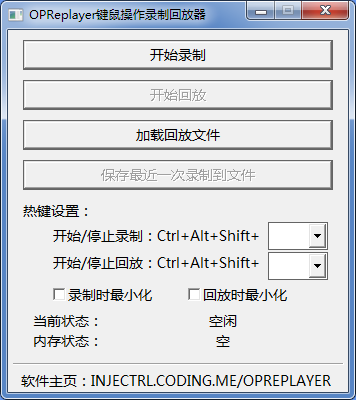 OPReplayer键鼠操作录制回放器
开始录制
开始回放
加载回放文件
保存最近一次录制到文件
热键设置：
开始/停止录制：Ctrl+Alt+Shift+
开始/停止回放：Ctrl+Alt+Shift+
录制时最小化 回放时最小化
当前状态： 空闲
内存状态： 空
软件主页：INJECTRL.CODING.ME/OPREPLAYER